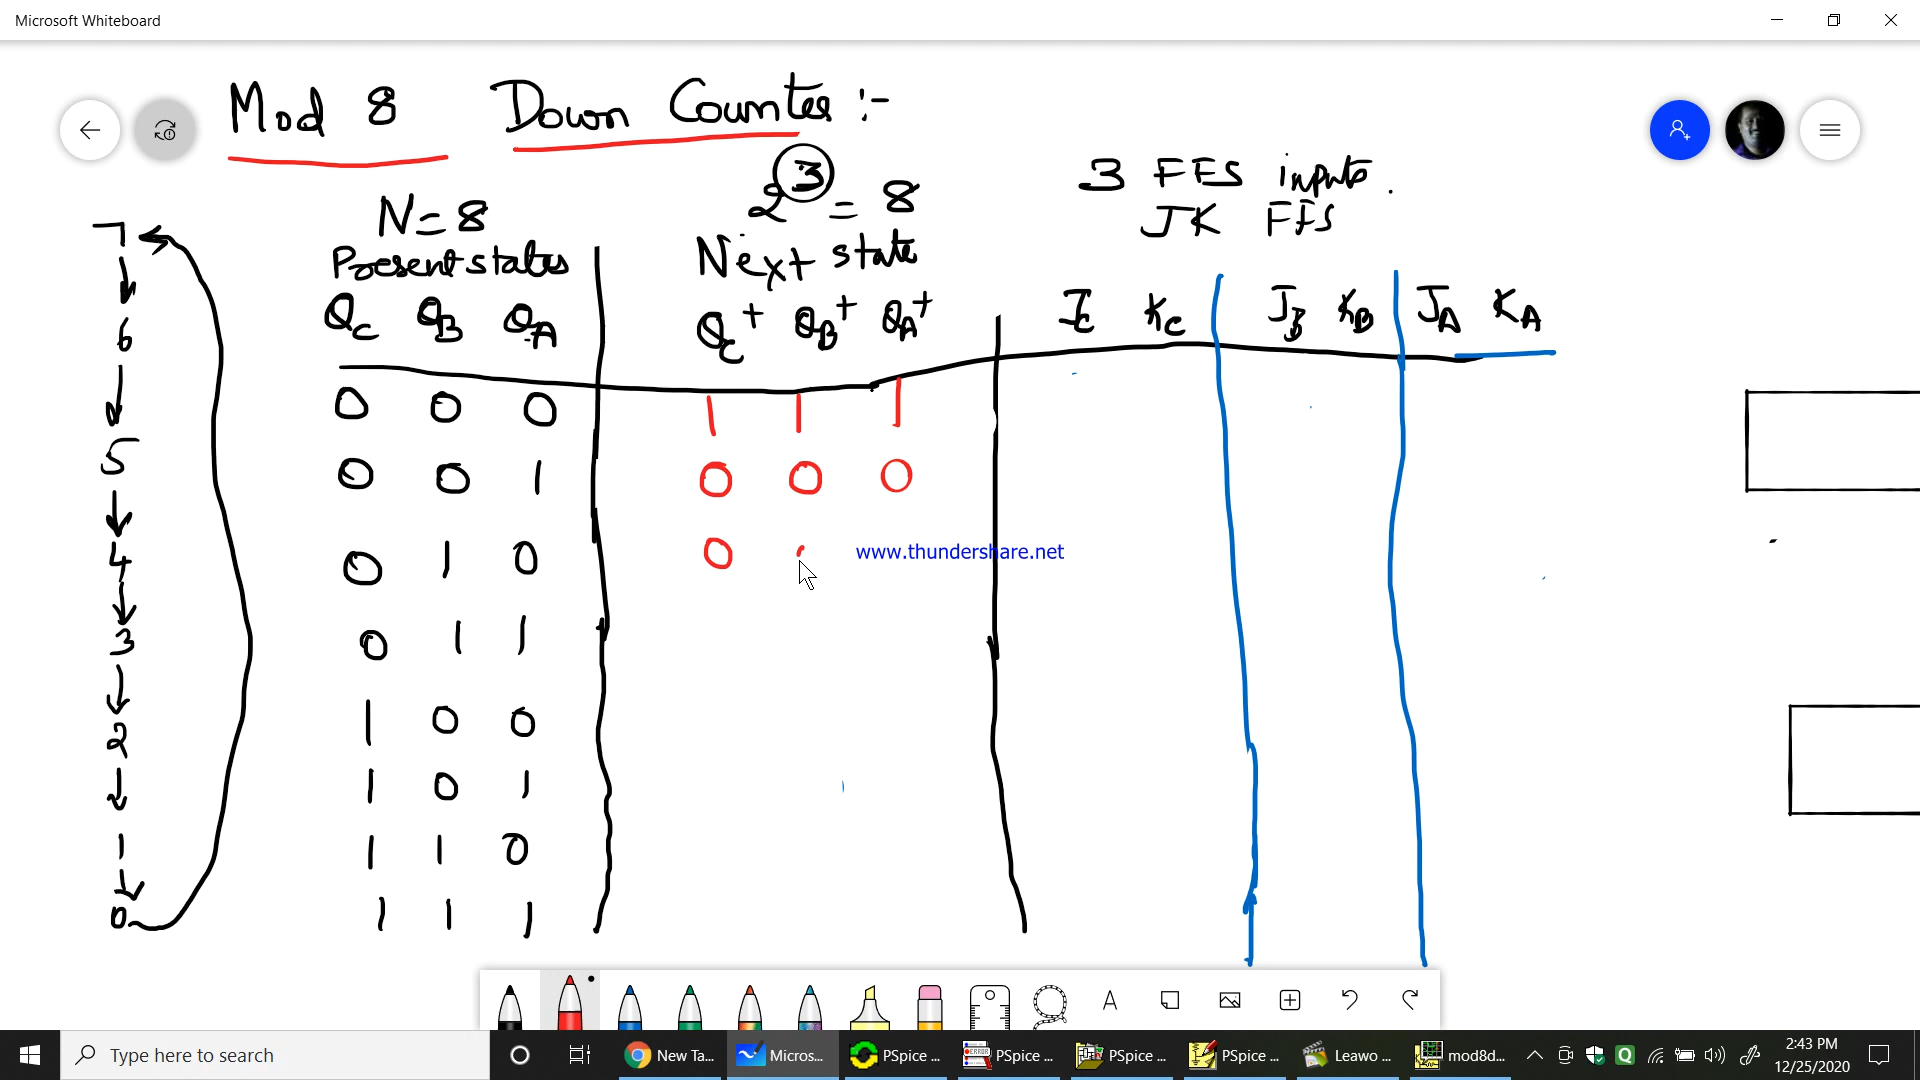 Microsoft Whiteboard
Mod 8 Down Counter :-
N=8
2^3 = 8
3 FFS inputs.
JK FFS
Present states
Next state
Qc QB QA
Qc+ QB+ QA+
Jc Kc JB KB JA KA
0 0 0 1 1 1
0 0 1 0 0 0
0 1 0 0
www.thundershare.net
0 1 1
1 0 0
1 0 1
1 1 0
1 1 1
7
6
5
4
3
2
1
0
A
Type here to search
New Ta...
Micros...
PSpice ...
PSpice ...
PSpice ...
PSpice ...
Leawo ...
mod8d...
2:43 PM
12/25/2020